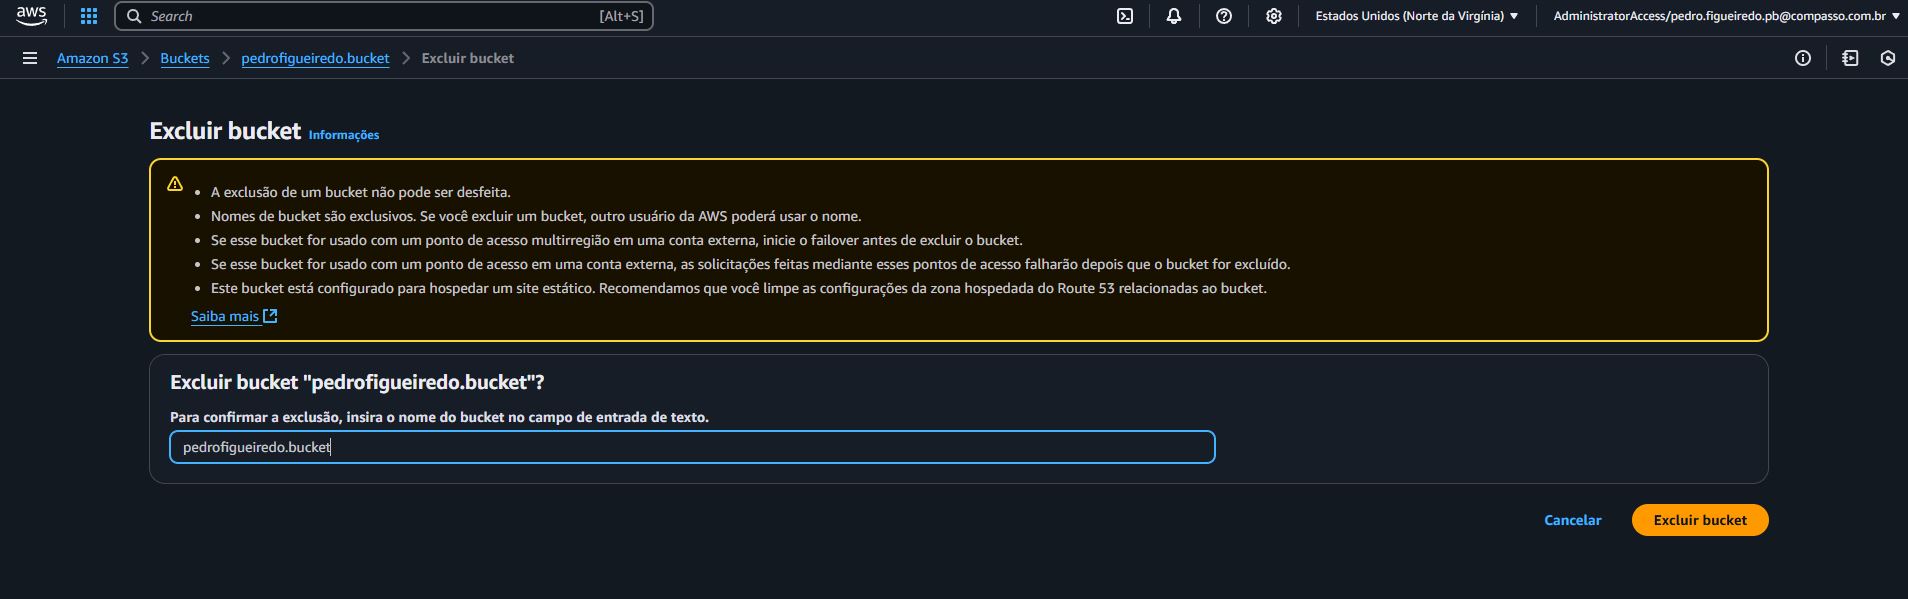 aws
Search [Alt+S] Estados Unidos (Norte da Virgínia) AdministratorAccess/pedro.figueiredo.pb@compasso.com.br
Amazon S3 Buckets pedrofigueiredo.bucket Excluir bucket
Excluir bucket Informações
A exclusão de um bucket não pode ser desfeita.
Nomes de bucket são exclusivos. Se você excluir um bucket, outro usuário da AWS poderá usar o nome.
Se esse bucket for usado com um ponto de acesso multirregião em uma conta externa, inicie o failover antes de excluir o bucket.
Se esse bucket for usado com um ponto de acesso em uma conta externa, as solicitações feitas mediante esses pontos de acesso falharão depois que o bucket for excluído.
Este bucket está configurado para hospedar um site estático. Recomendamos que você limpe as configurações da zona hospedada do Route 53 relacionadas ao bucket.
Saiba mais
Excluir bucket "pedrofigueiredo.bucket"?
Para confirmar a exclusão, insira o nome do bucket no campo de entrada de texto.
pedrofigueiredo.bucket
Cancelar Excluir bucket